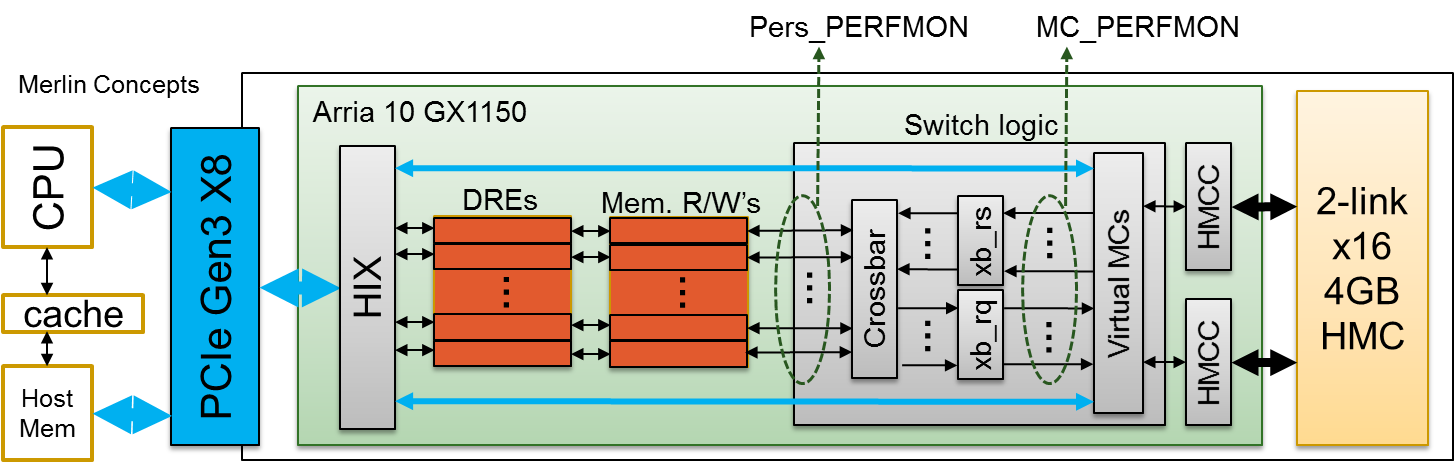 Pers_PERFMON
MC_PERFMON
Merlin Concepts
Arria 10 GX1150
Switch logic
CPU
cache
Host
Mem
PCIe Gen3 X8
HIX
DREs
Mem. R/W's
⋮
⋮
⋮
Crossbar
⋮
⋮
xb_rs
xb_rq
⋮
⋮
Virtual MCs
HMCC
HMCC
2-link
x16
4GB
HMC